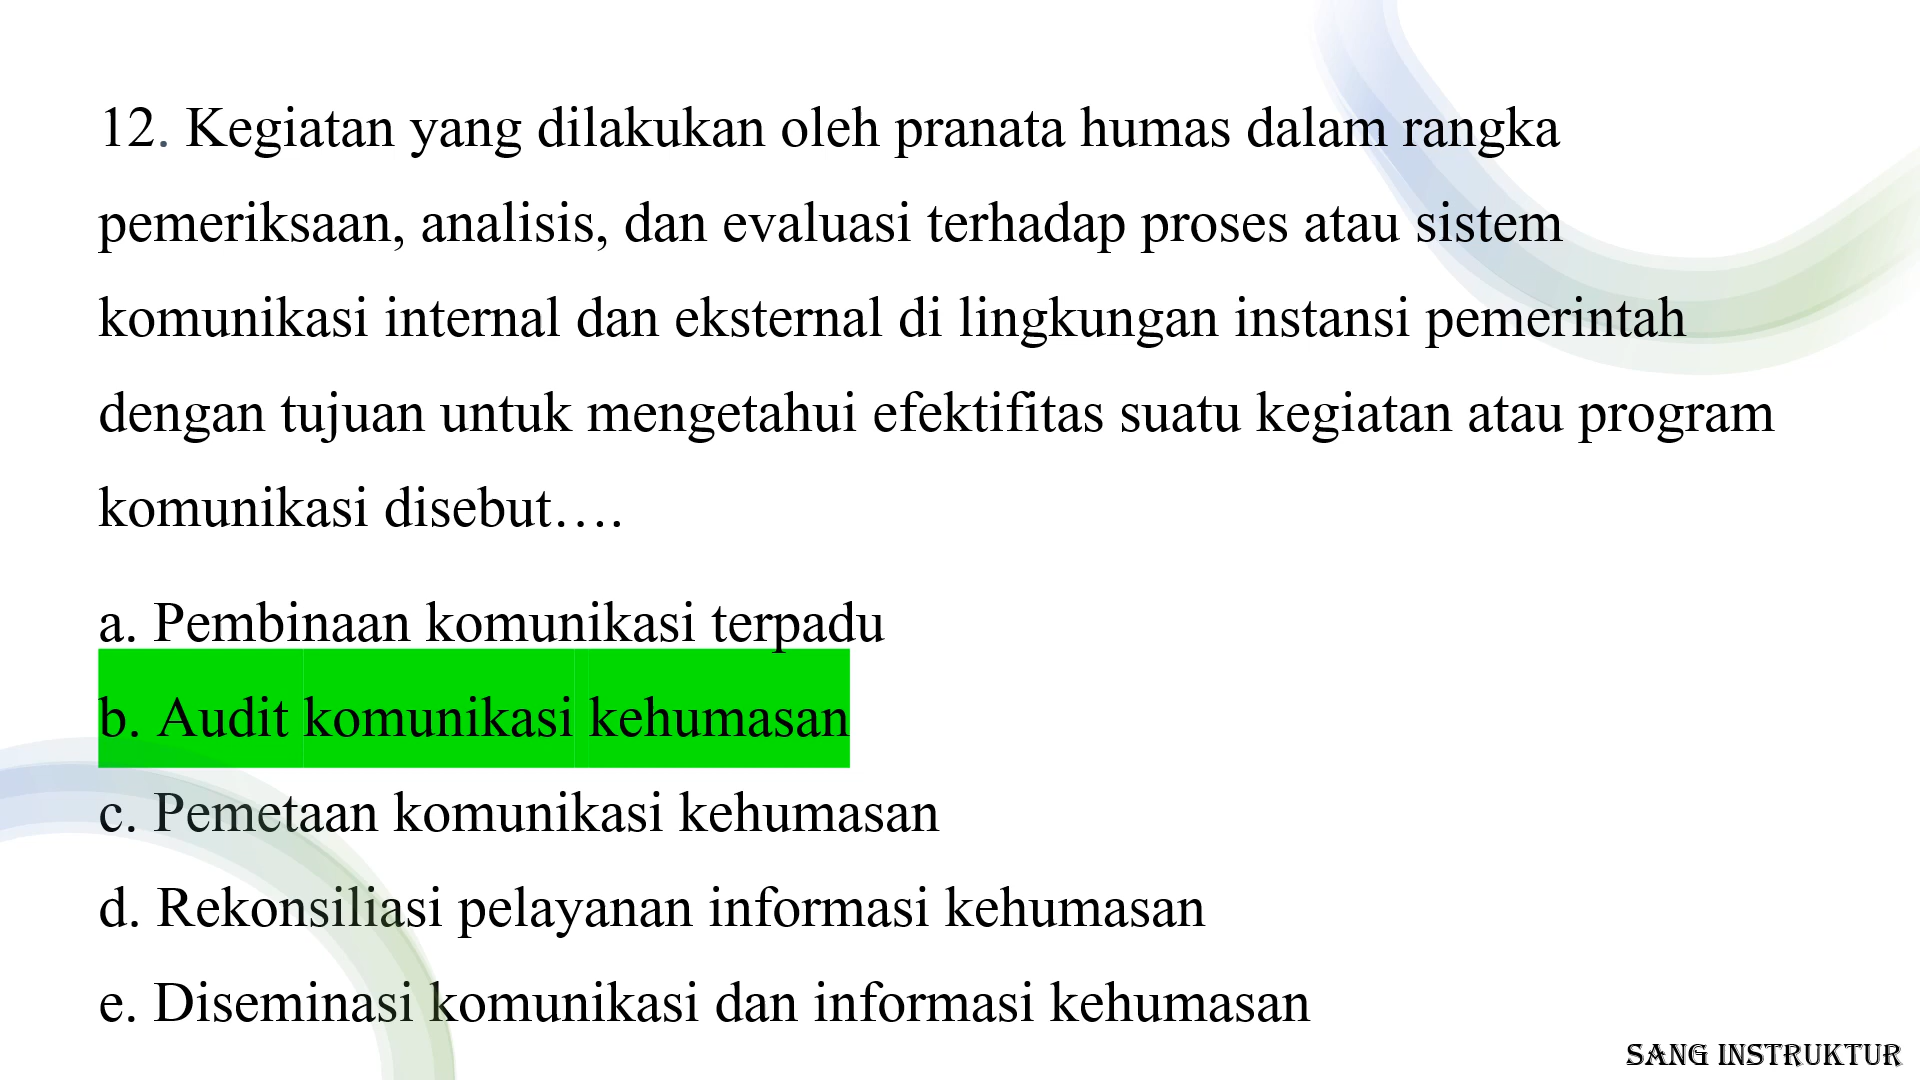 12. Kegiatan yang dilakukan oleh pranata humas dalam rangka
pemeriksaan, analisis, dan evaluasi terhadap proses atau sistem
komunikasi internal dan eksternal di lingkungan instansi pemerintah
dengan tujuan untuk mengetahui efektifitas suatu kegiatan atau program
komunikasi disebut….
a. Pembinaan komunikasi terpadu
b. Audit komunikasi kehumasan
c. Pemetaan komunikasi kehumasan
d. Rekonsiliasi pelayanan informasi kehumasan
e. Diseminasi komunikasi dan informasi kehumasan
SANG INSTRUKTUR